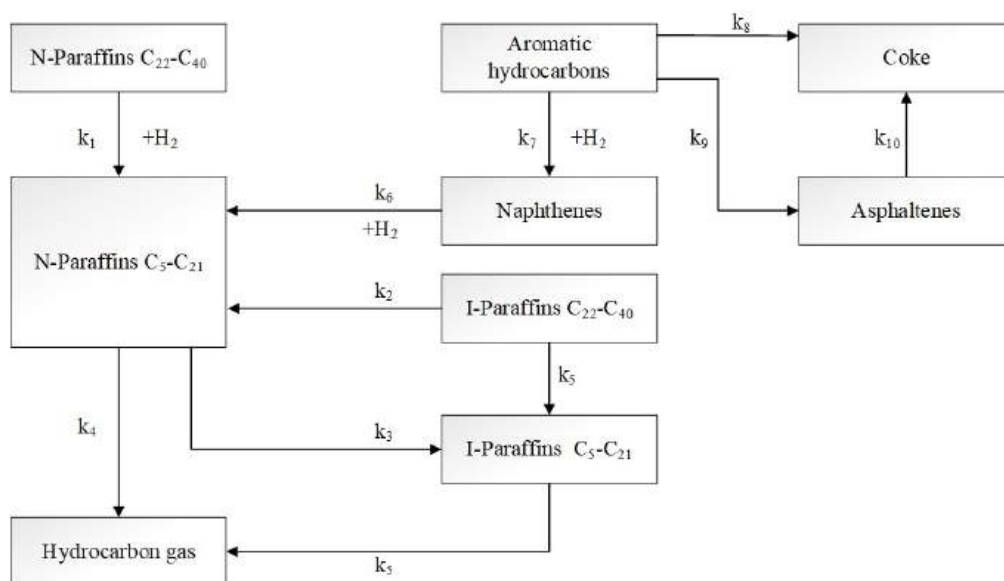 N-Paraffins C₂₂-C₄₀
Aromatic
hydrocarbons
k₈
Coke
k₁
+H₂
k₇
+H₂
k₉
k₁₀
N-Paraffins C₅-C₂₁
k₆
+H₂
Naphthenes
Asphaltenes
k₂
I-Paraffins C₂₂-C₄₀
k₅
k₄
k₃
I-Paraffins C₅-C₂₁
Hydrocarbon gas
k₅